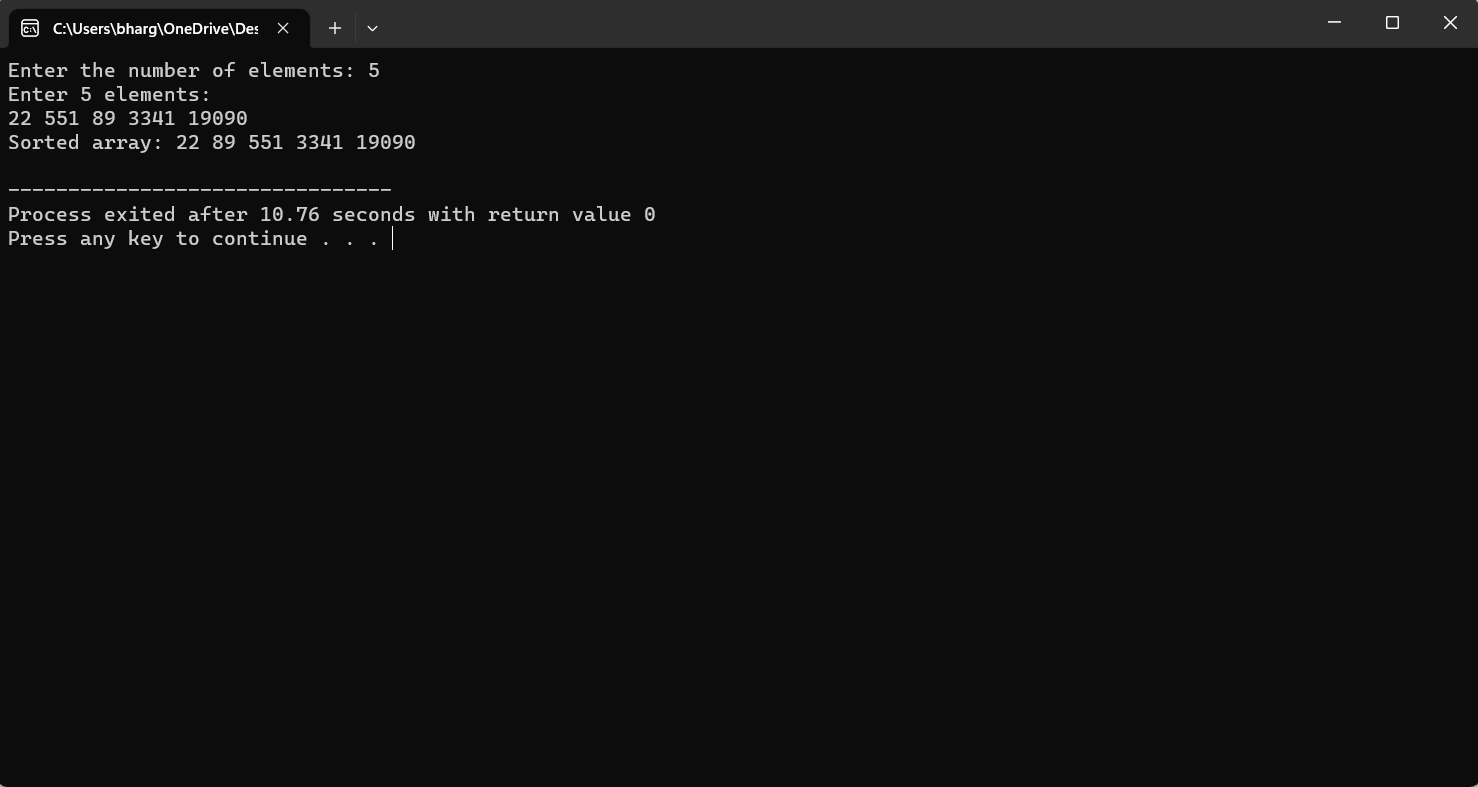 C:\Users\bharg\OneDrive\Des
Enter the number of elements: 5
Enter 5 elements:
22 551 89 3341 19090
Sorted array: 22 89 551 3341 19090
--------------------------------
Process exited after 10.76 seconds with return value 0
Press any key to continue . . .